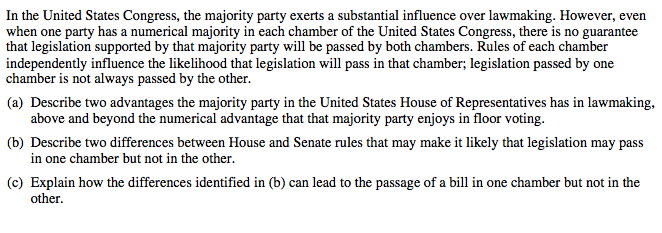 In the United States Congress, the majority party exerts a substantial influence over lawmaking. However, even
when one party has a numerical majority in each chamber of the United States Congress, there is no guarantee
that legislation supported by that majority party will be passed by both chambers. Rules of each chamber
independently influence the likelihood that legislation will pass in that chamber; legislation passed by one
chamber is not always passed by the other.
(a) Describe two advantages the majority party in the United States House of Representatives has in lawmaking,
above and beyond the numerical advantage that that majority party enjoys in floor voting.
(b) Describe two differences between House and Senate rules that may make it likely that legislation may pass
in one chamber but not in the other.
(c) Explain how the differences identified in (b) can lead to the passage of a bill in one chamber but not in the
other.